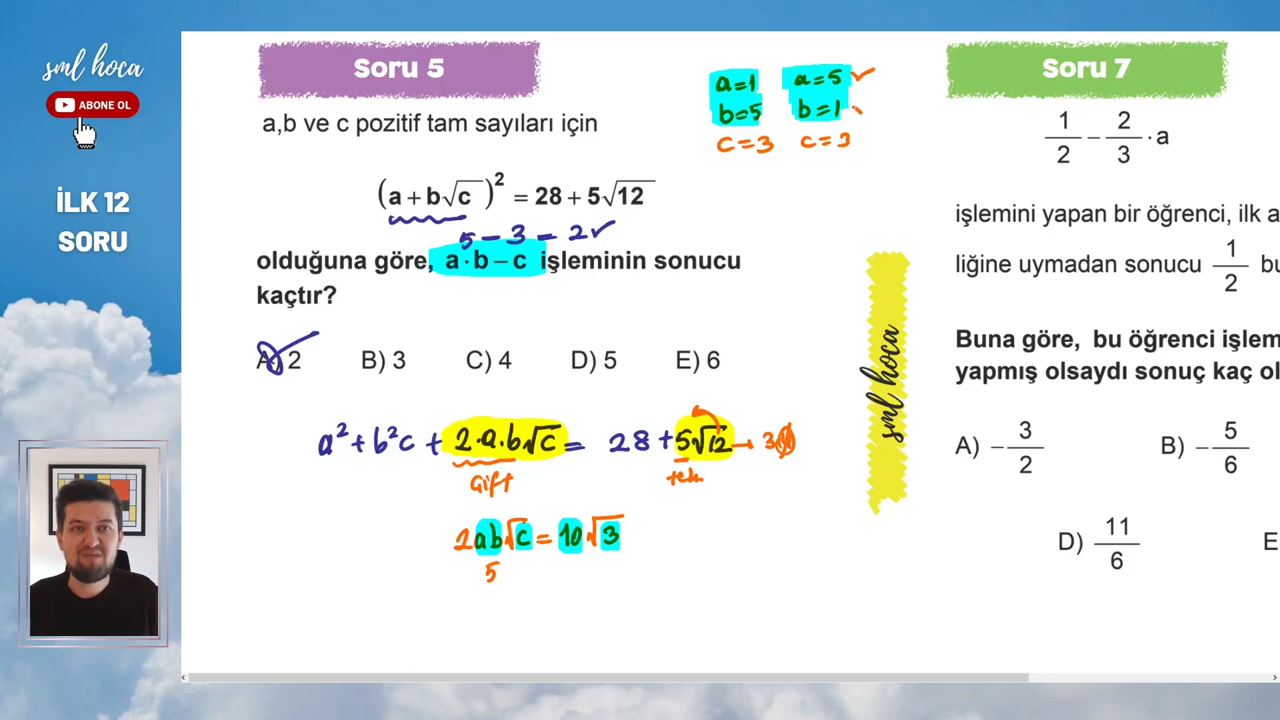 sml hoca
ABONE OL
İLK 12
SORU
Soru 5
a,b ve c pozitif tam sayıları için
(a + b√c)² = 28 + 5√12
5 - 3 = 2
olduğuna göre, a · b – c işleminin sonucu
kaçtır?
A) 2 B) 3 C) 4 D) 5 E) 6
a² + b²c + 2.a.b√c = 28 + 5√12 → 3
Çift tek
2ab√c = 10√3
5
a=1 a=5
b=5 b=1
c=3 c=3
sml hoca
Soru 7
1/2 – 2/3 · a
işlemini yapan bir öğrenci, ilk a
liğine uymadan sonucu 1/2 bu
Buna göre, bu öğrenci işlem
yapmış olsaydı sonuç kaç ol
A) –3/2 B) –5/6
D) 11/6 E